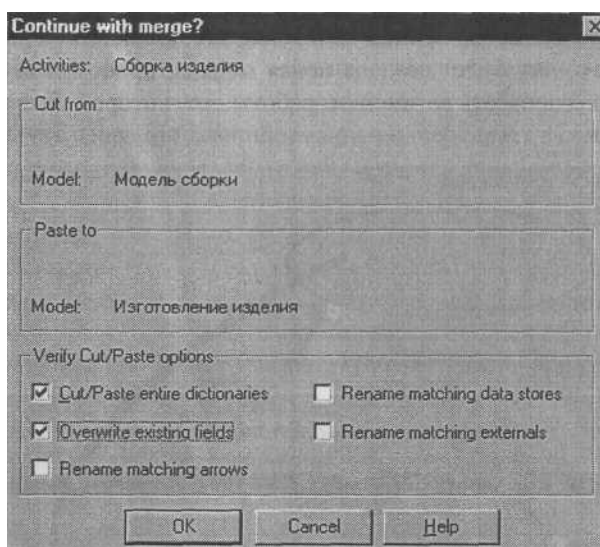 Continue with merge?
Activities: Сборка изделия
Cut from
Model: Модель сборки
Paste to
Model: Изготовление изделия
Verify Cut/Paste options
Cut/Paste entire dictionaries
Rename matching data stores
Overwrite existing fields
Rename matching externals
Rename matching arrows
OK
Cancel
Help